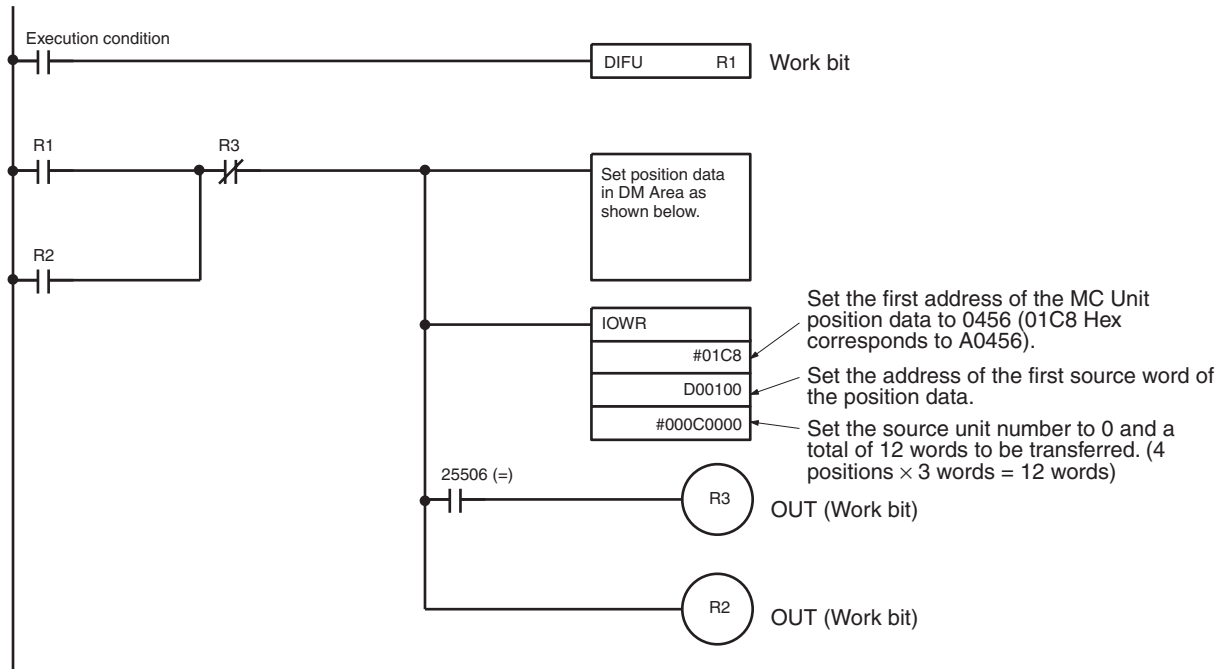 Execution condition
DIFU R1 Work bit
R1
R3
R2
Set position data
in DM Area as
shown below.
IOWR
#01C8
D00100
#000C0000
Set the first address of the MC Unit
position data to 0456 (01C8 Hex
corresponds to A0456).
Set the address of the first source word of
the position data.
Set the source unit number to 0 and a
total of 12 words to be transferred. (4
positions × 3 words = 12 words)
25506 (=)
R3
OUT (Work bit)
R2
OUT (Work bit)